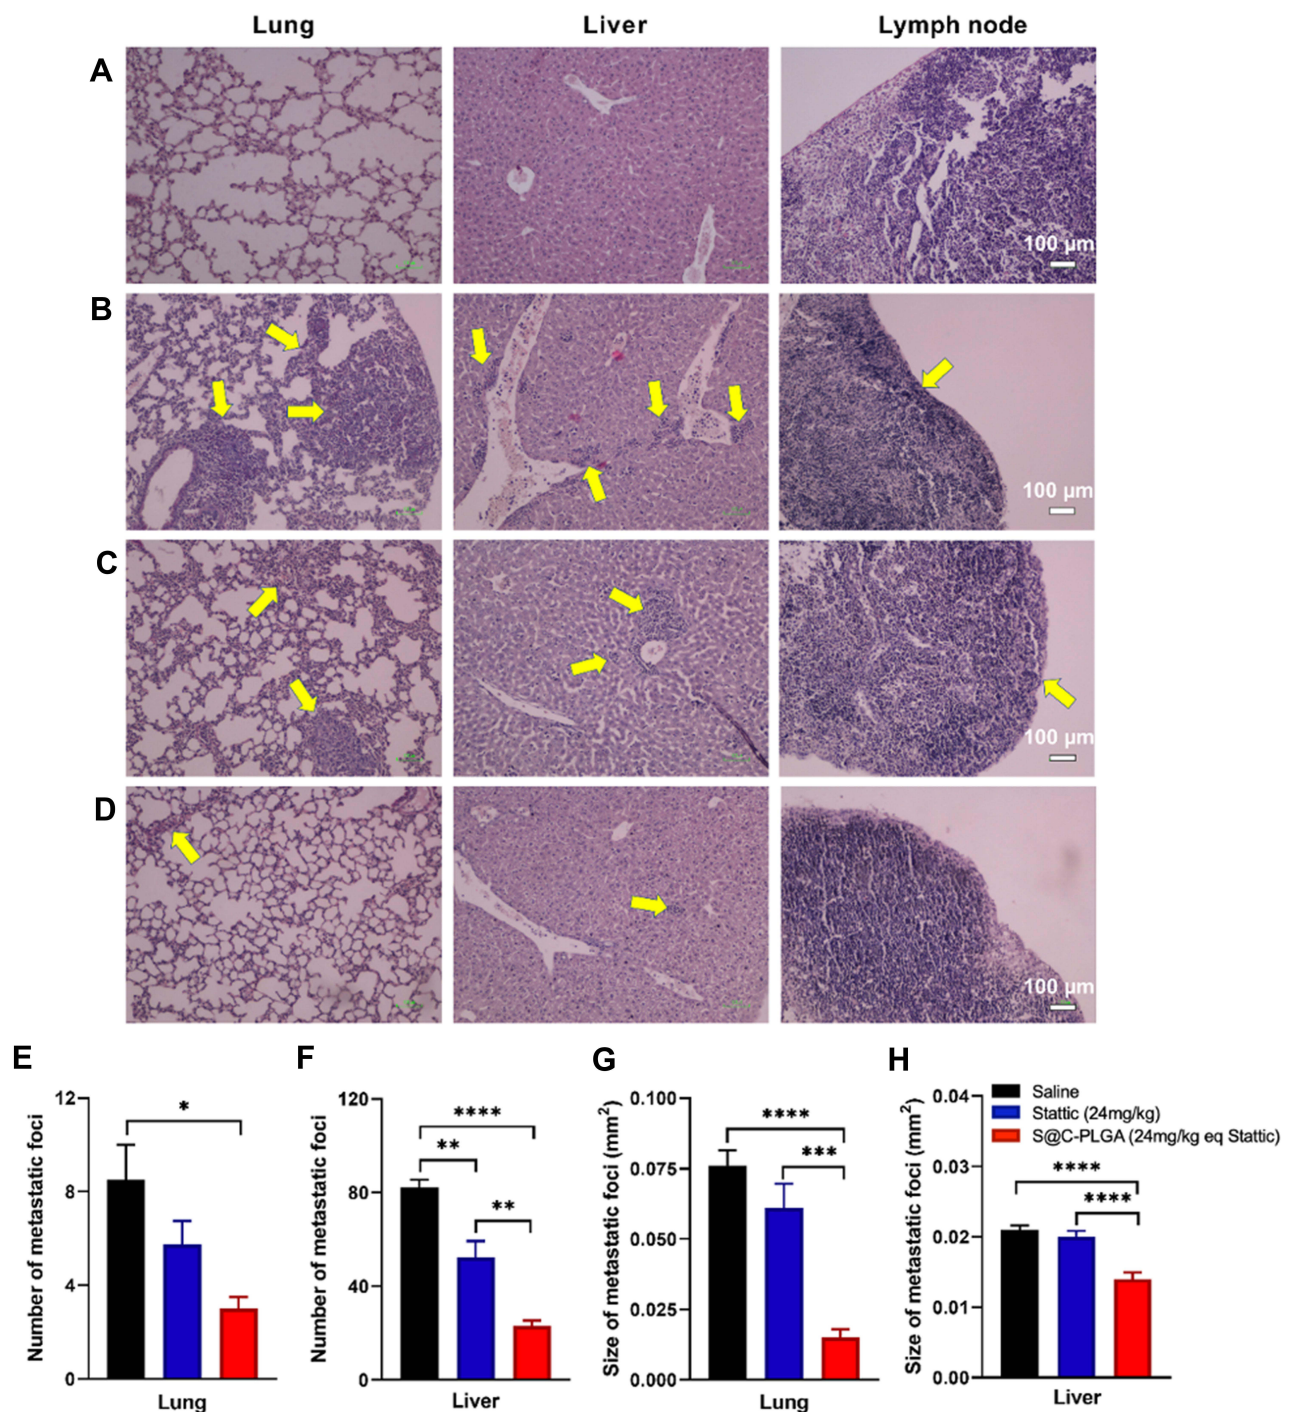 Lung Liver Lymph node
A
100 µm
B
100 µm
C
100 µm
D
100 µm
E F G H
Number of metastatic foci
12
8
4
0
*
Lung
Number of metastatic foci
120
80
40
0
****
**
**
Liver
Size of metastatic foci (mm²)
0.100
0.075
0.050
0.025
0.000
****
***
Lung
Size of metastatic foci (mm²)
0.04
0.03
0.02
0.01
0.00
Saline
Stattic (24mg/kg)
S@C-PLGA (24mg/kg eq Stattic)
****
****
Liver